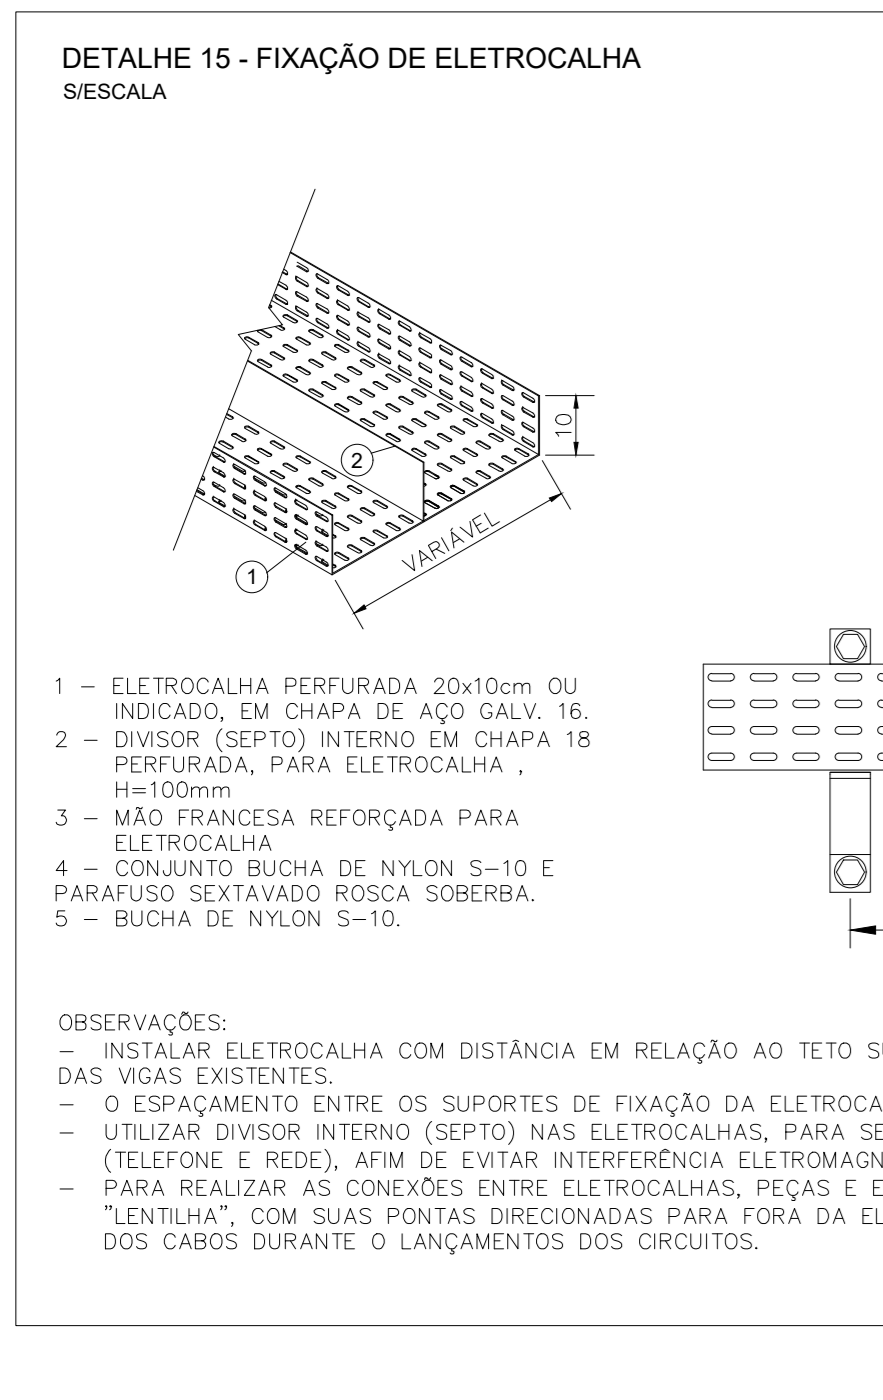 DETALHE 15 - FIXAÇÃO DE ELETROCALHA
S/ESCALA
10
2
VARIÁVEL
1
1 – ELETROCALHA PERFURADA 20x10cm OU
INDICADO, EM CHAPA DE AÇO GALV. 16.
2 – DIVISOR (SEPTO) INTERNO EM CHAPA 18
PERFURADA, PARA ELETROCALHA ,
H=100mm
3 – MÃO FRANCESA REFORÇADA PARA
ELETROCALHA
4 – CONJUNTO BUCHA DE NYLON S–10 E
PARAFUSO SEXTAVADO ROSCA SOBERBA.
5 – BUCHA DE NYLON S–10.
OBSERVAÇÕES:
– INSTALAR ELETROCALHA COM DISTÂNCIA EM RELAÇÃO AO TETO
DAS VIGAS EXISTENTES.
– O ESPAÇAMENTO ENTRE OS SUPORTES DE FIXAÇÃO DA
– UTILIZAR DIVISOR INTERNO (SEPTO) NAS ELETROCALHAS, PARA
(TELEFONE E REDE), AFIM DE EVITAR INTERFERÊNCIA
– PARA REALIZAR AS CONEXÕES ENTRE ELETROCALHAS, PEÇAS E
”LENTILHA”, COM SUAS PONTAS DIRECIONADAS PARA FORA DA
DOS CABOS DURANTE O LANÇAMENTOS DOS CIRCUITOS.